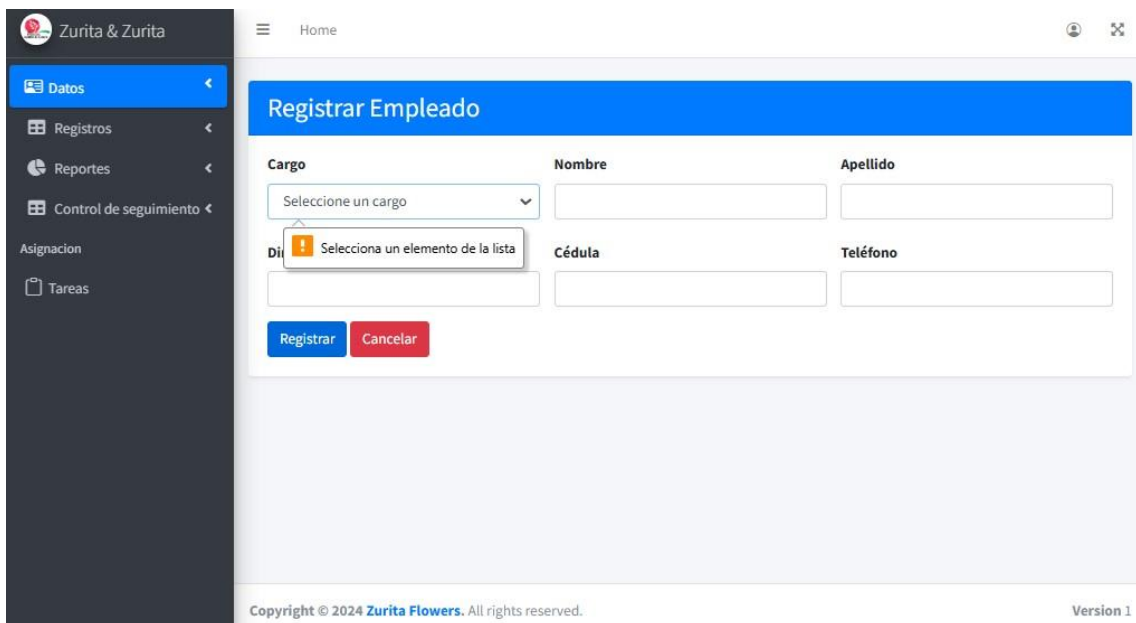 Zurita & Zurita
Home
Datos
Registros
Reportes
Control de seguimiento
Asignacion
Tareas
Registrar Empleado
Cargo
Nombre
Apellido
Seleccione un cargo
Selecciona un elemento de la lista
Cédula
Teléfono
Registrar
Cancelar
Copyright © 2024 Zurita Flowers. All rights reserved.
Version 1